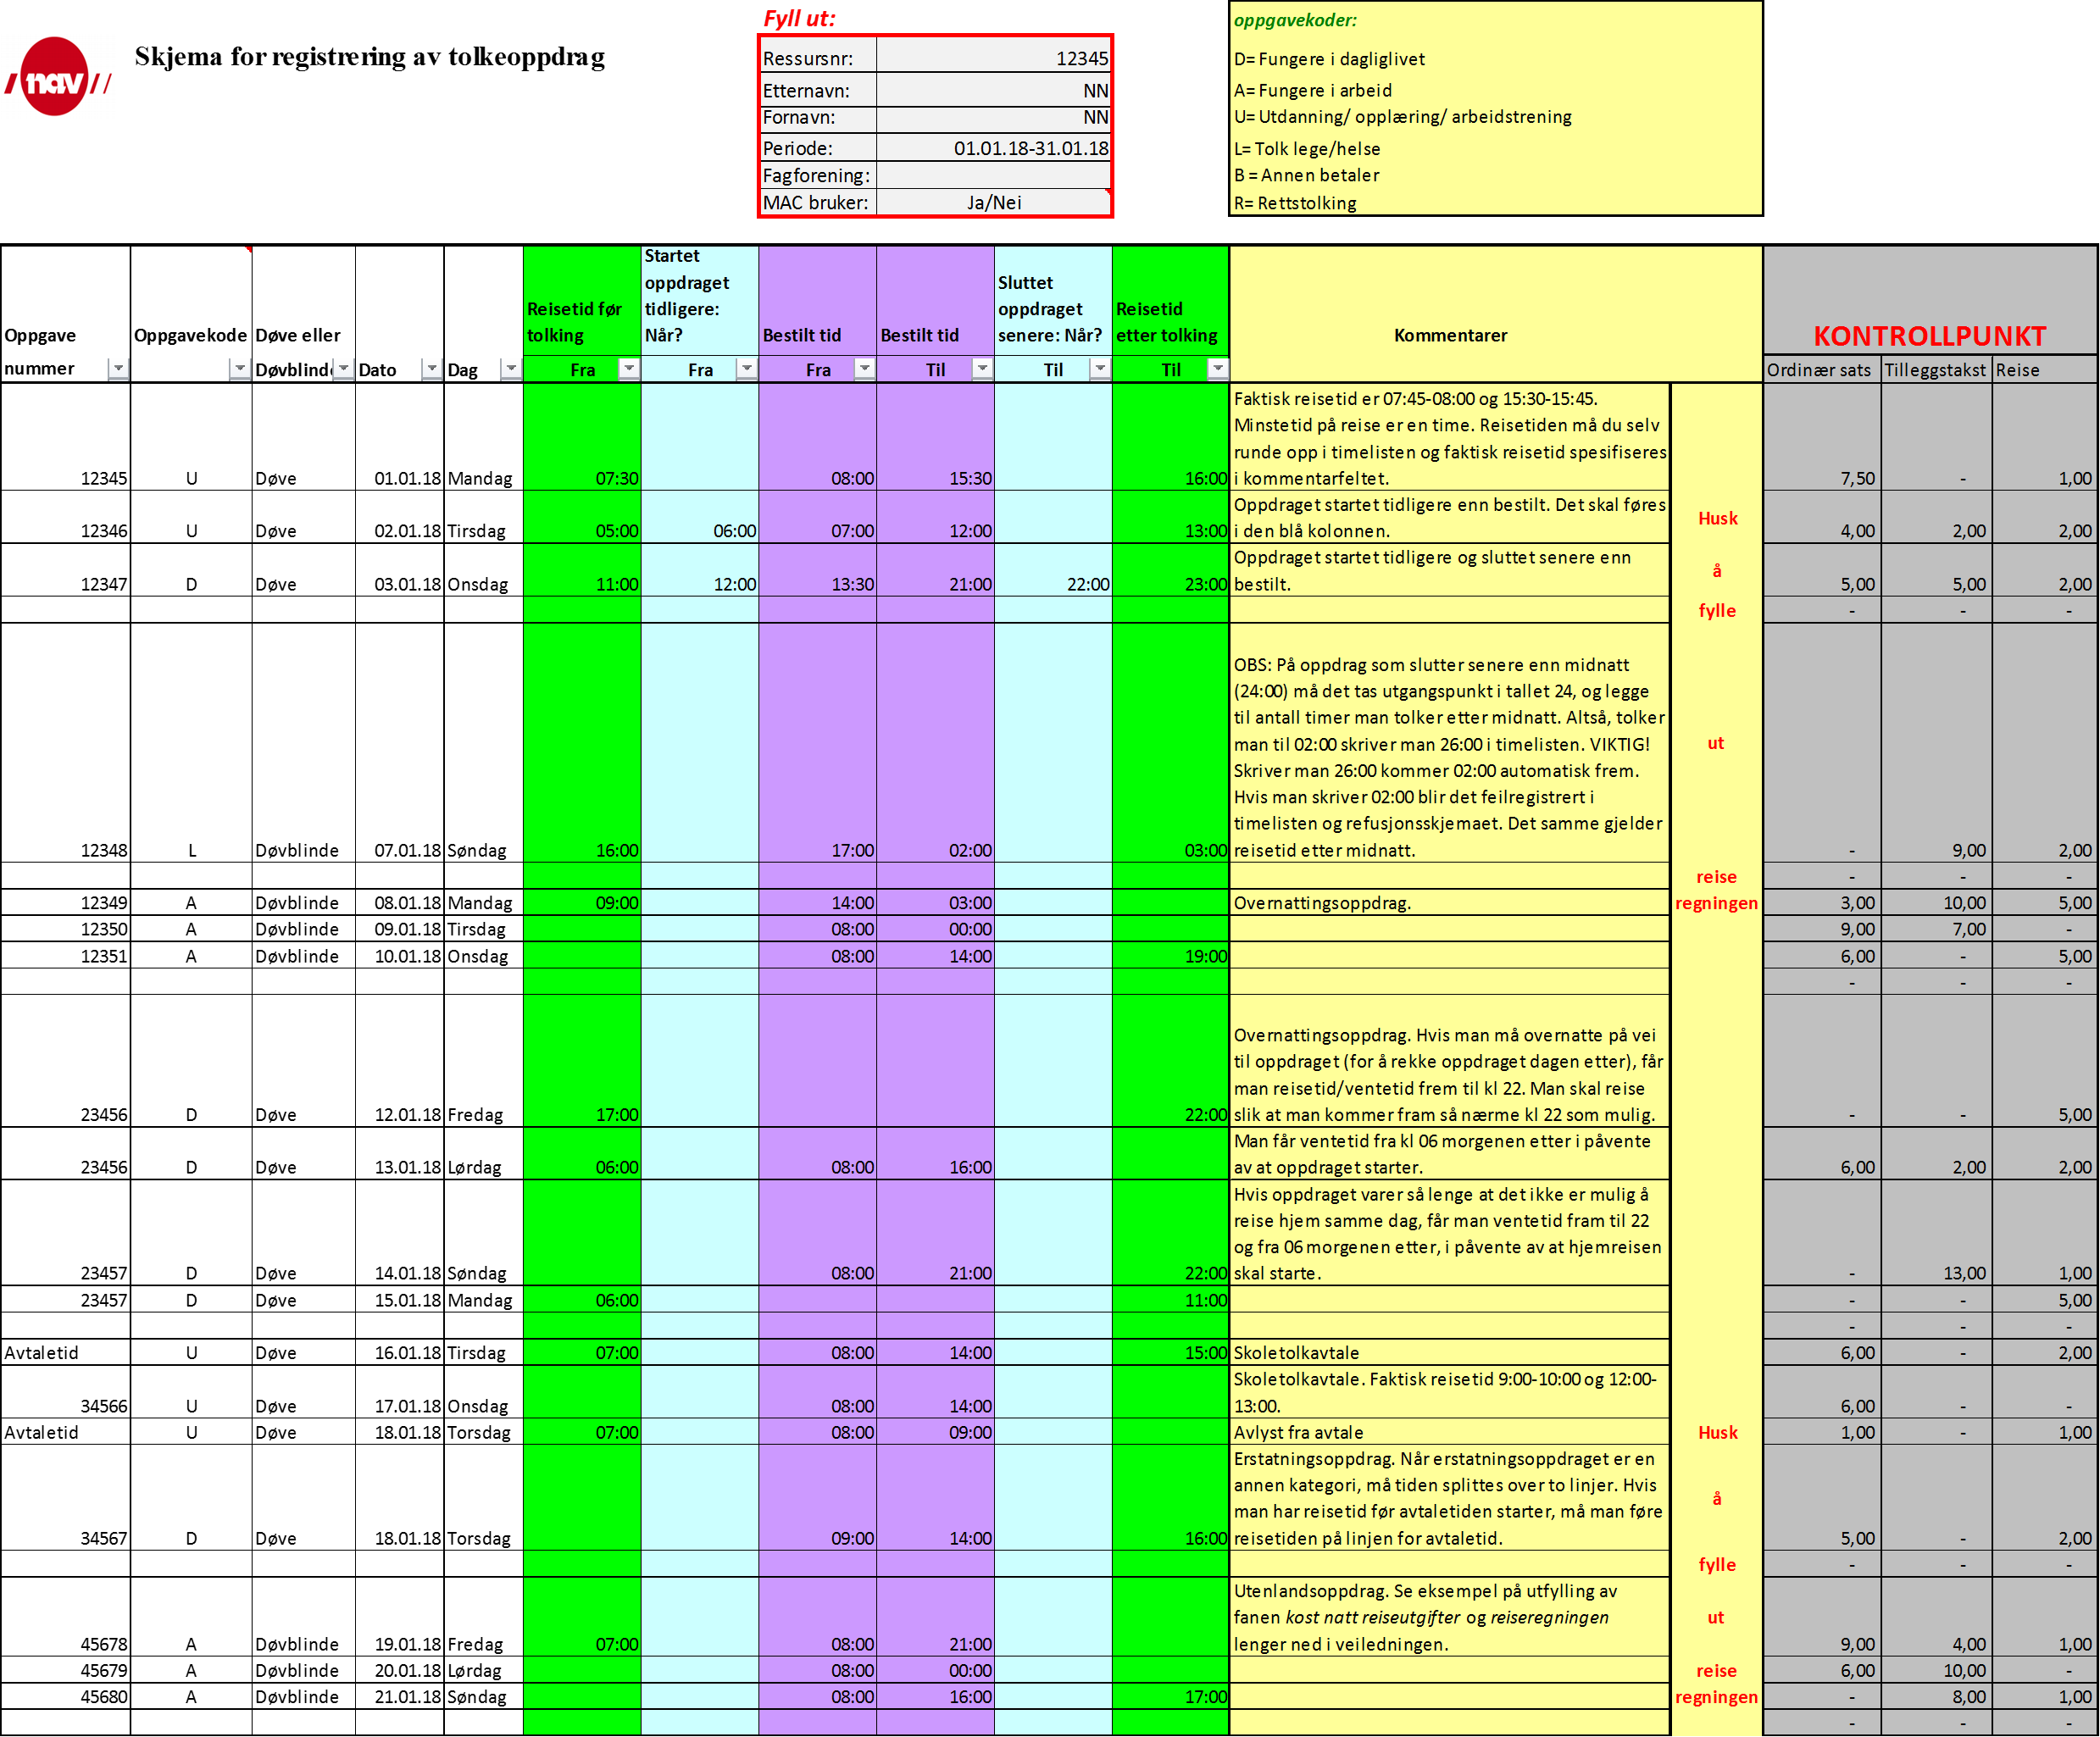 Fyll ut:
oppgavekoder:
nav
Skjema for registrering av tolkeoppdrag
Ressursnr: 12345
Etternavn: NN
Fornavn: NN
Periode: 01.01.18-31.01.18
Fagforening:
MAC bruker: Ja/Nei
D= Fungere i dagliglivet
A= Fungere i arbeid
U= Utdanning/ opplæring/ arbeidstrening
L= Tolk lege/helse
B = Annen betaler
R= Rettstolking
Oppgave nummer
Oppgavekode
Døve eller Døvblind
Dato
Dag
Reisetid før tolking
Fra
Startet oppdraget tidligere: Når?
Fra
Bestilt tid
Fra
Bestilt tid
Til
Sluttet oppdraget senere: Når?
Til
Reisetid etter tolking
Til
Kommentarer
KONTROLLPUNKT
Ordinær sats Tilleggstakst Reise
Faktisk reisetid er 07:45-08:00 og 15:30-15:45.
Minstetid på reise er en time. Reisetiden må du selv
runde opp i timelisten og faktisk reisetid spesifiseres
12345 U Døve 01.01.18 Mandag 07:30 08:00 15:30 16:00 i kommentarfeltet. 7,50 - 1,00
Oppdraget startet tidligere enn bestilt. Det skal føres
Husk
12346 U Døve 02.01.18 Tirsdag 05:00 06:00 07:00 12:00 13:00 i den blå kolonnen. 4,00 2,00 2,00
Oppdraget startet tidligere og sluttet senere enn
å
12347 D Døve 03.01.18 Onsdag 11:00 12:00 13:30 21:00 22:00 23:00 bestilt. 5,00 5,00 2,00
fylle - - -
OBS: På oppdrag som slutter senere enn midnatt
(24:00) må det tas utgangspunkt i tallet 24, og legge
til antall timer man tolker etter midnatt. Altså, tolker
man til 02:00 skriver man 26:00 i timelisten. VIKTIG!
ut
Skriver man 26:00 kommer 02:00 automatisk frem.
Hvis man skriver 02:00 blir det feilregistrert i
timelisten og refusjonsskjemaet. Det samme gjelder
12348 L Døvblinde 07.01.18 Søndag 16:00 17:00 02:00 03:00 reisetid etter midnatt. - 9,00 2,00
reise - - -
12349 A Døvblinde 08.01.18 Mandag 09:00 14:00 03:00 Overnattingsoppdrag. regningen 3,00 10,00 5,00
12350 A Døvblinde 09.01.18 Tirsdag 08:00 00:00 9,00 7,00 -
12351 A Døvblinde 10.01.18 Onsdag 08:00 14:00 19:00 6,00 - 5,00
- - -
Overnattingsoppdrag. Hvis man må overnatte på vei
til oppdraget (for å rekke oppdraget dagen etter), får
man reisetid/ventetid frem til kl 22. Man skal reise
23456 D Døve 12.01.18 Fredag 17:00 22:00 slik at man kommer fram så nærme kl 22 som mulig. - - 5,00
Man får ventetid fra kl 06 morgenen etter i påvente
23456 D Døve 13.01.18 Lørdag 06:00 08:00 16:00 av at oppdraget starter. 6,00 2,00 2,00
Hvis oppdraget varer så lenge at det ikke er mulig å
reise hjem samme dag, får man ventetid fram til 22
og fra 06 morgenen etter, i påvente av at hjemreisen
23457 D Døve 14.01.18 Søndag 08:00 21:00 22:00 skal starte. - 13,00 1,00
23457 D Døve 15.01.18 Mandag 06:00 11:00 - - 5,00
- - -
Avtaletid U Døve 16.01.18 Tirsdag 07:00 08:00 14:00 15:00 Skoletolkavtale 6,00 - 2,00
Skoletolkavtale. Faktisk reisetid 9:00-10:00 og 12:00-
34566 U Døve 17.01.18 Onsdag 08:00 14:00 13:00. 6,00 - -
Avtaletid U Døve 18.01.18 Torsdag 07:00 08:00 09:00 Avlyst fra avtale Husk 1,00 - 1,00
Erstatningsoppdrag. Når erstatningsoppdraget er en
annen kategori, må tiden splittes over to linjer. Hvis
å
man har reisetid før avtaletiden starter, må man føre
34567 D Døve 18.01.18 Torsdag 09:00 14:00 16:00 reisetiden på linjen for avtaletid. 5,00 - 2,00
fylle - - -
Utenlandsoppdrag. Se eksempel på utfylling av
fanen kost natt reiseutgifter og reiseregningen
ut
45678 A Døvblinde 19.01.18 Fredag 07:00 08:00 21:00 lenger ned i veiledningen. 9,00 4,00 1,00
45679 A Døvblinde 20.01.18 Lørdag 08:00 00:00 reise 6,00 10,00 -
45680 A Døvblinde 21.01.18 Søndag 08:00 16:00 17:00 regningen - 8,00 1,00
- - -